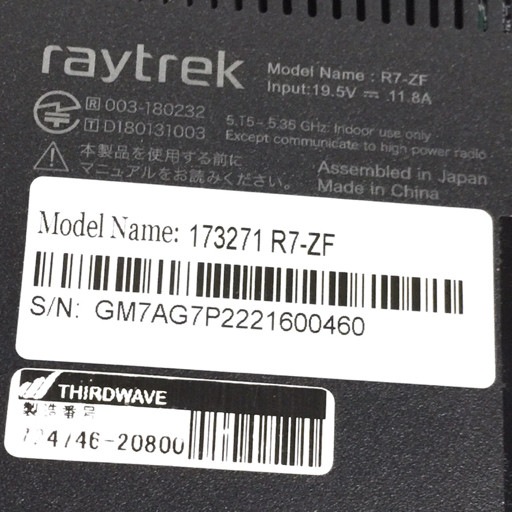 raytrek
Model Name : R7-ZF
Input:19.5V ⎓ 11.8A
R 003-180232
T D180131003
5.15 - 5.35 GHz: Indoor use only
Except communicate to high power radio
本製品を使用する前に
マニュアルをお読みください。
Assembled in Japan
Made in China
Model Name: 173271 R7-ZF
S/N: GM7AG7P2221600460
THIRDWAVE
製造番号
46-20800